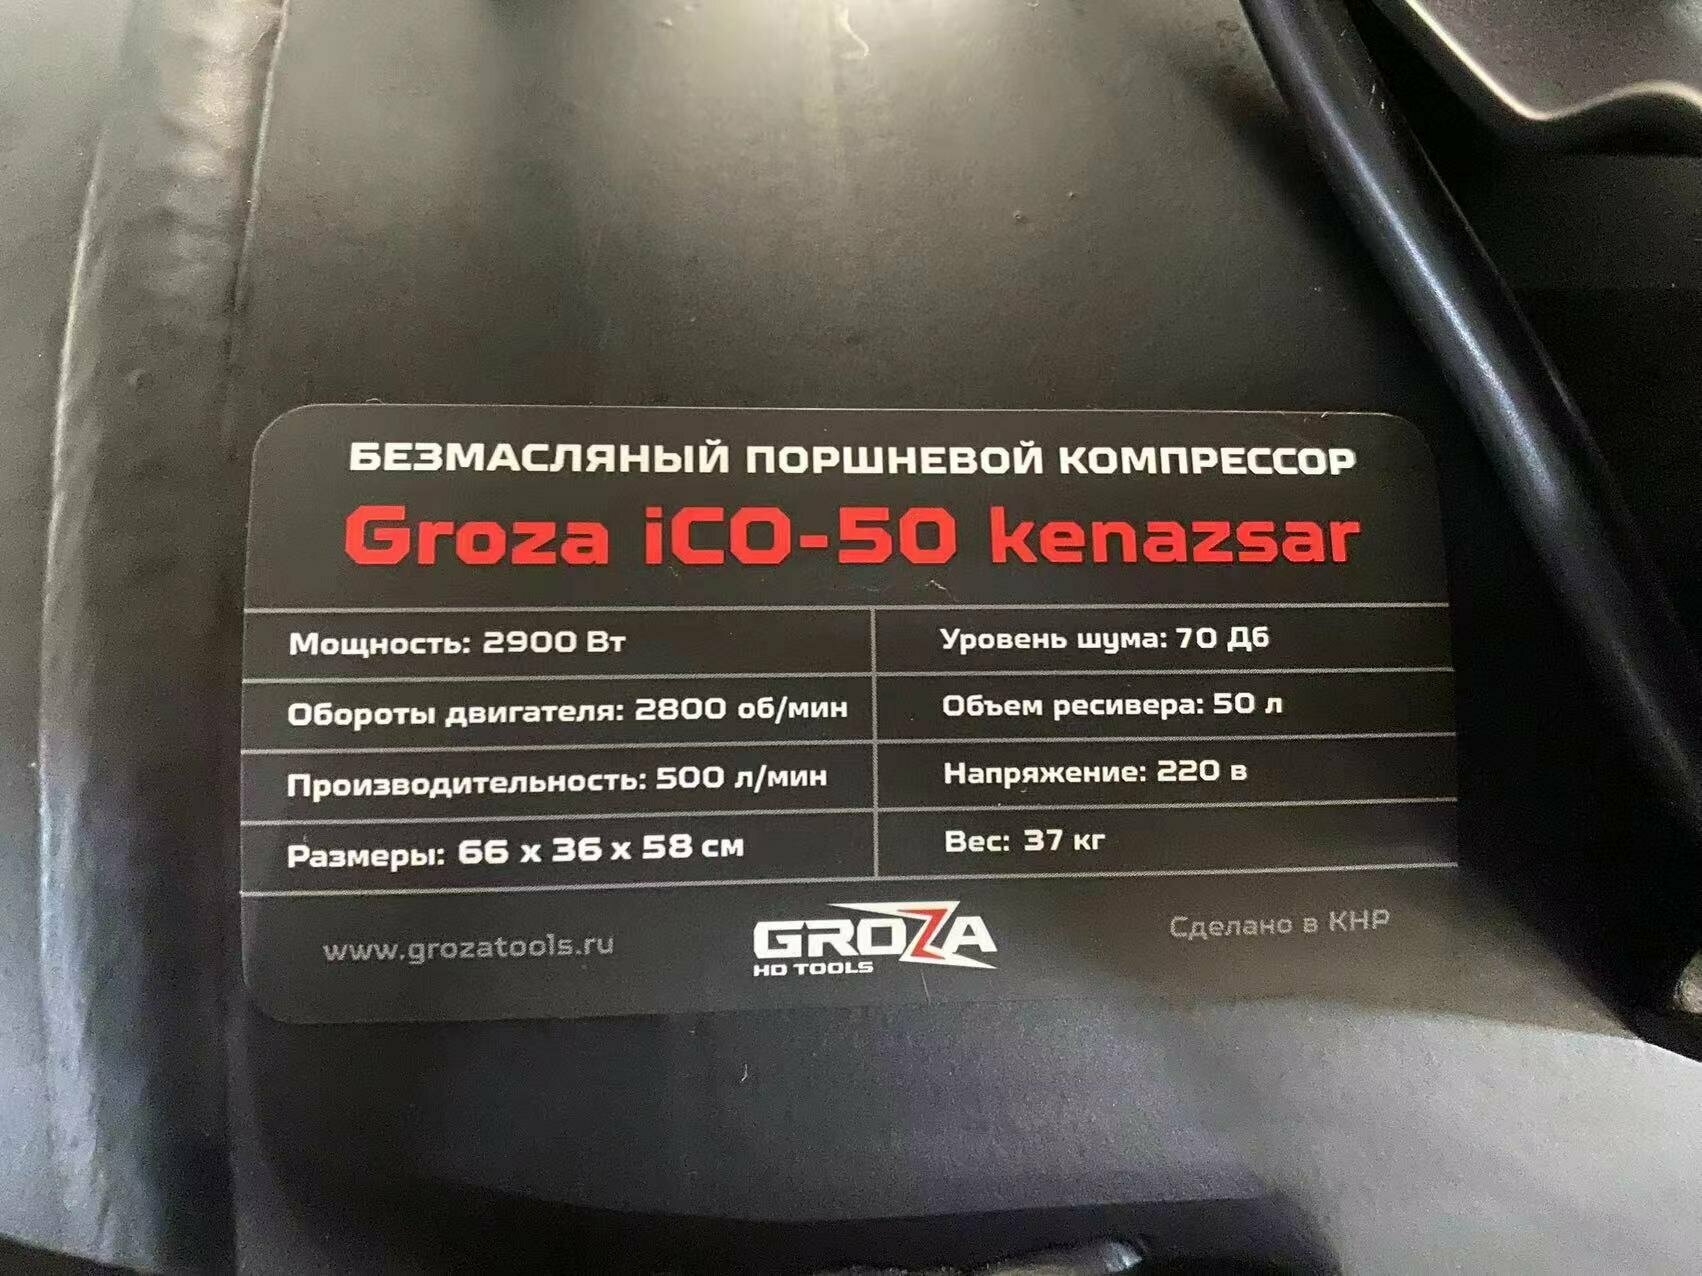 БЕЗМАСЛЯНЫЙ ПОРШНЕВОЙ КОМПРЕССОР
Groza iCO-50 kenazsar
Мощность: 2900 Вт
Уровень шума: 70 Дб
Обороты двигателя: 2800 об/мин
Объем ресивера: 50 л
Производительность: 500 л/мин
Напряжение: 220 в
Размеры: 66 x 36 x 58 см
Вес: 37 кг
www.grozatools.ru
GROZA
HD TOOLS
Сделано в КНР